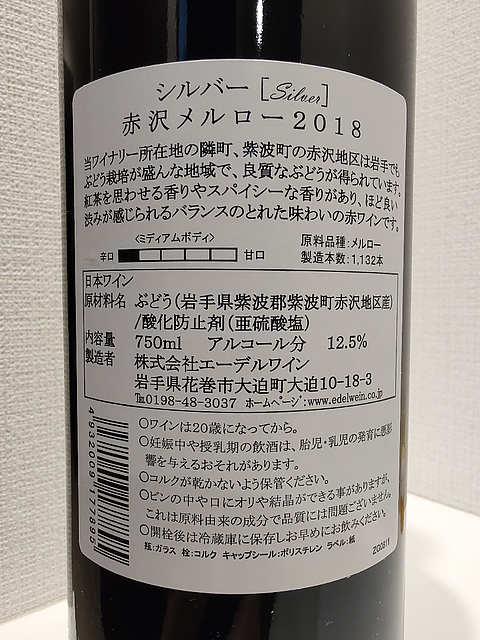 シルバー［Silver］
赤沢メルロー2018
当ワイナリー所在地の隣町、紫波町の赤沢地区は岩手でも
ぶどう栽培が盛んな地域で、良質なぶどうが得られています。
紅茶を思わせる香りやスパイシーな香りがあり、ほど良い
渋みが感じられるバランスのとれた味わいの赤ワインです。
〈ミディアムボディ〉
辛口 甘口
原料品種：メルロー
製造本数：1,132本
日本ワイン
原材料名 ぶどう（岩手県紫波郡紫波町赤沢地区産）
/酸化防止剤（亜硫酸塩）
内容量 750ml アルコール分 12.5%
製造者 株式会社エーデルワイン
岩手県花巻市大迫町大迫10-18-3
℡0198-48-3037 ホームページ:www.edelwein.co.jp
○ワインは20歳になってから。
○妊娠中や授乳期の飲酒は、胎児・乳児の発育に悪影
響を与えるおそれがあります。
○コルクが乾かないよう保管ください。
○ビンの中や口にオリや結晶ができる事がありますが、
これは原料由来の成分で品質には問題ございません。
○開栓後は冷蔵庫に保存しお早めにお飲みください。
瓶:ガラス 栓:コルク キャップシール:ポリスチレン ラベル:紙
ZG0811
4932009177895